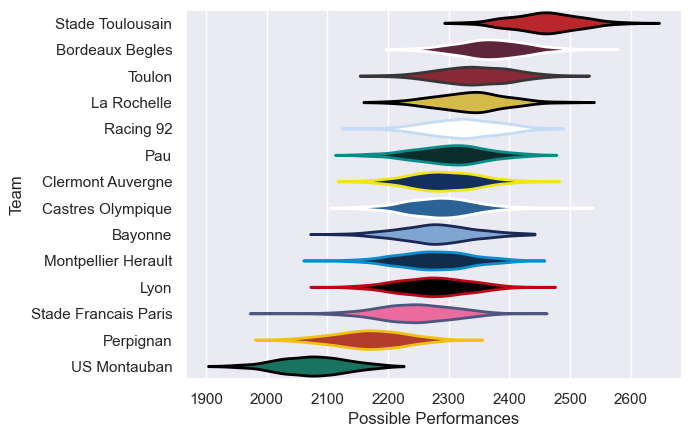 Stade Toulousain
Bordeaux Begles
Toulon
La Rochelle
Racing 92
Pau
Clermont Auvergne
Castres Olympique
Bayonne
Montpellier Herault
Lyon
Stade Francais Paris
Perpignan
US Montauban
Team
1900 2000 2100 2200 2300 2400 2500 2600
Possible Performances